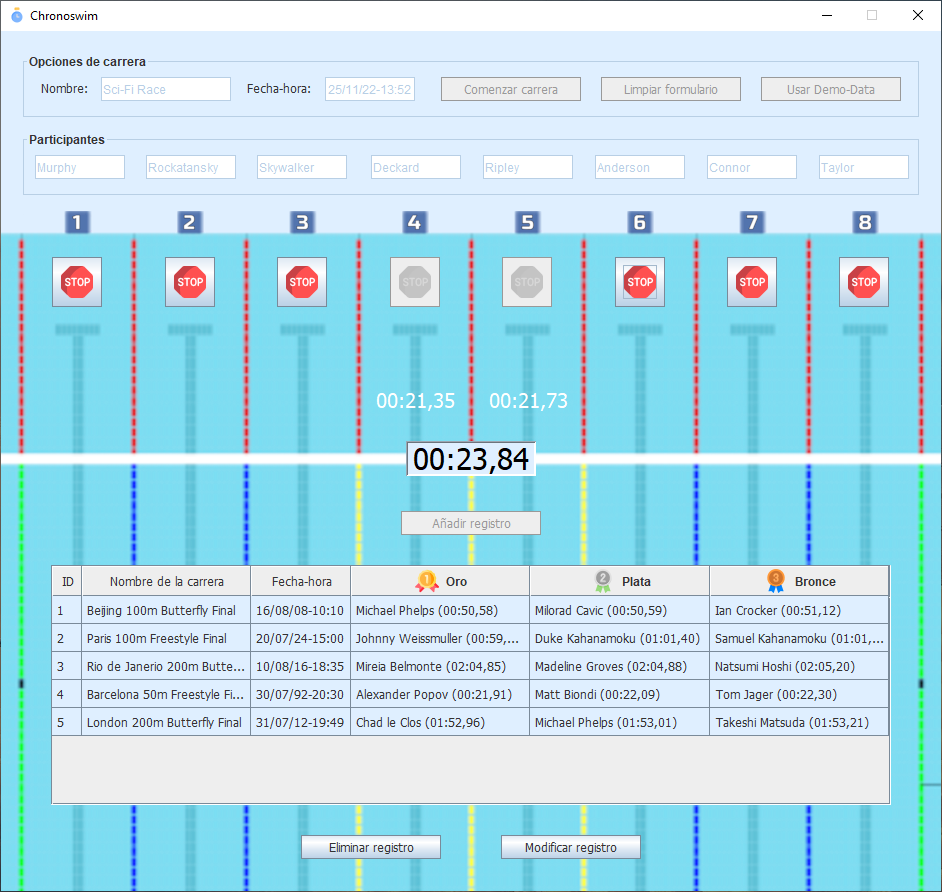 Chronoswim
Opciones de carrera
Nombre: Sci-Fi Race Fecha-hora: 25/11/22-13:52 Comenzar carrera Limpiar formulario Usar Demo-Data
Participantes
Murphy Rockatansky Skywalker Deckard Ripley Anderson Connor Taylor
1 2 3 4 5 6 7 8
STOP STOP STOP STOP STOP STOP STOP STOP
00:21,35 00:21,73
00:23,84
Añadir registro
ID Nombre de la carrera Fecha-hora 1 Oro 2 Plata 3 Bronce
1 Beijing 100m Butterfly Final 16/08/08-10:10 Michael Phelps (00:50,58) Milorad Cavic (00:50,59) Ian Crocker (00:51,12)
2 Paris 100m Freestyle Final 20/07/24-15:00 Johnny Weissmuller (00:59,... Duke Kahanamoku (01:01,40) Samuel Kahanamoku (01:01,...
3 Rio de Janerio 200m Butte... 10/08/16-18:35 Mireia Belmonte (02:04,85) Madeline Groves (02:04,88) Natsumi Hoshi (02:05,20)
4 Barcelona 50m Freestyle Fi... 30/07/92-20:30 Alexander Popov (00:21,91) Matt Biondi (00:22,09) Tom Jager (00:22,30)
5 London 200m Butterfly Final 31/07/12-19:49 Chad le Clos (01:52,96) Michael Phelps (01:53,01) Takeshi Matsuda (01:53,21)
Eliminar registro Modificar registro